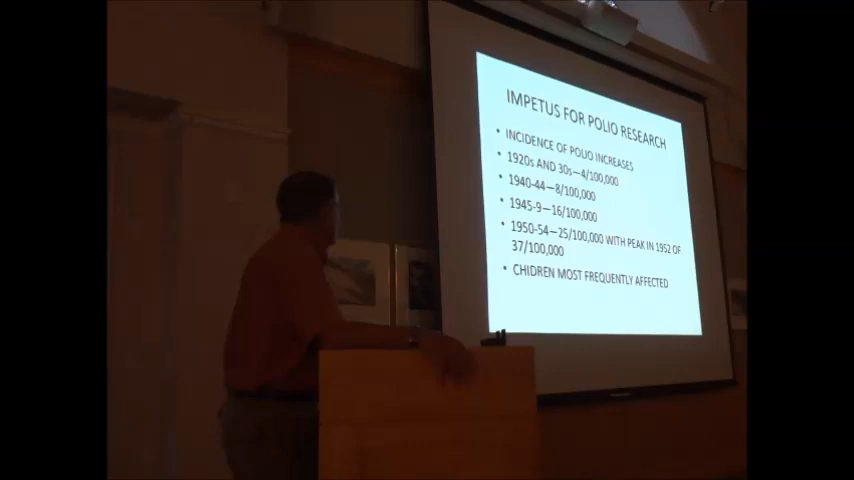 IMPETUS FOR POLIO RESEARCH
• INCIDENCE OF POLIO INCREASES
• 1920s AND 30s—4/100,000
• 1940-44—8/100,000
• 1945-9—16/100,000
• 1950-54—25/100,000 WITH PEAK IN 1952 OF
37/100,000
• CHIDREN MOST FREQUENTLY AFFECTED